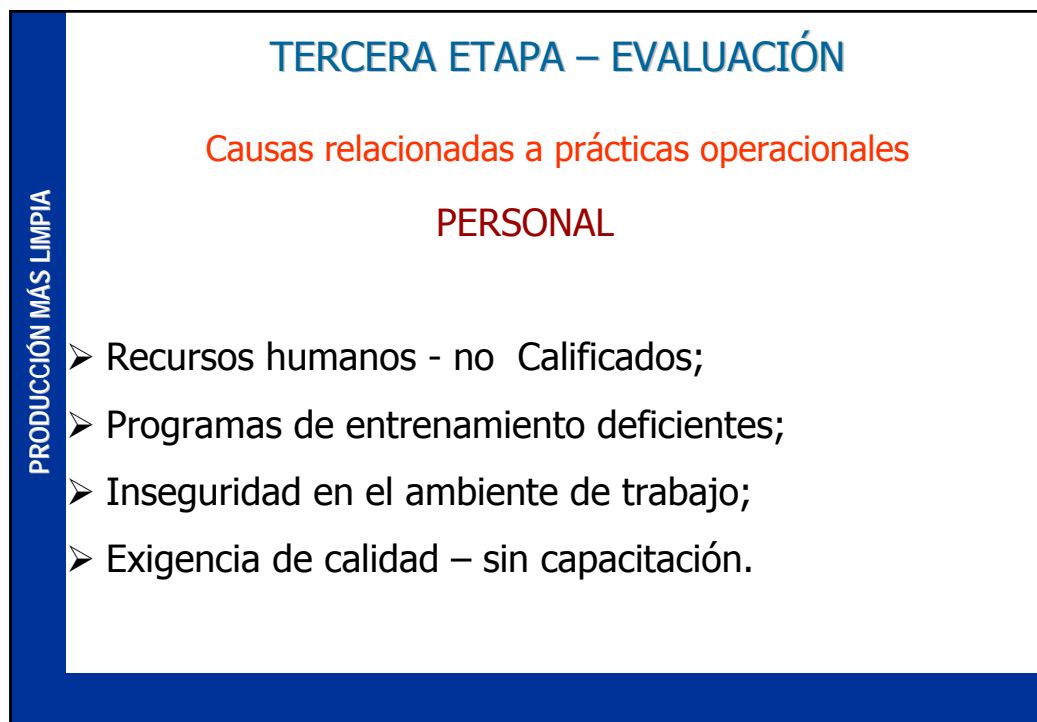 TERCERA ETAPA – EVALUACIÓN
Causas relacionadas a prácticas operacionales
PERSONAL
PRODUCCIÓN MÁS LIMPIA
➢ Recursos humanos - no  Calificados;
➢ Programas de entrenamiento deficientes;
➢ Inseguridad en el ambiente de trabajo;
➢ Exigencia de calidad – sin capacitación.